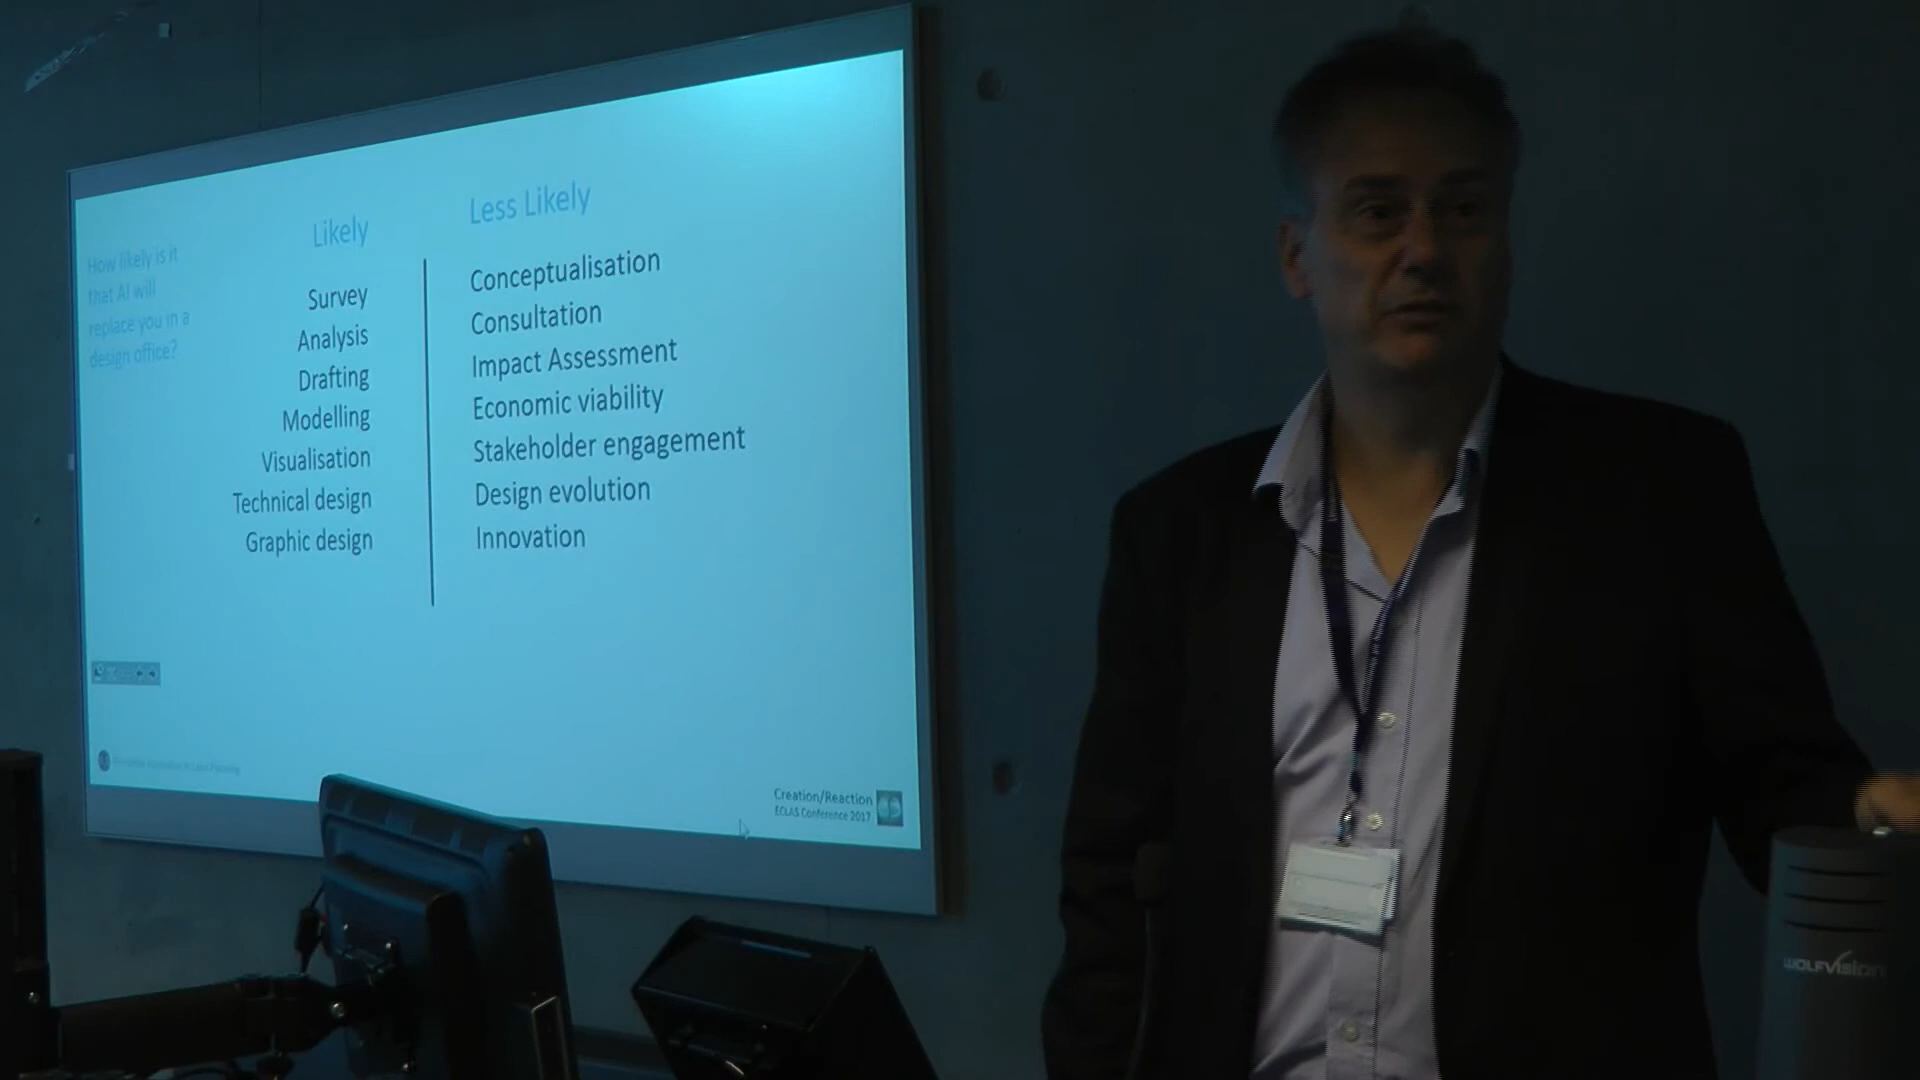 How likely is it
that AI will
replace you in a
design office?
Likely
Survey
Analysis
Drafting
Modelling
Visualisation
Technical design
Graphic design
Less Likely
Conceptualisation
Consultation
Impact Assessment
Economic viability
Stakeholder engagement
Design evolution
Innovation
Creation/Reaction
ECLAS Conference 2017
WOLFVISION